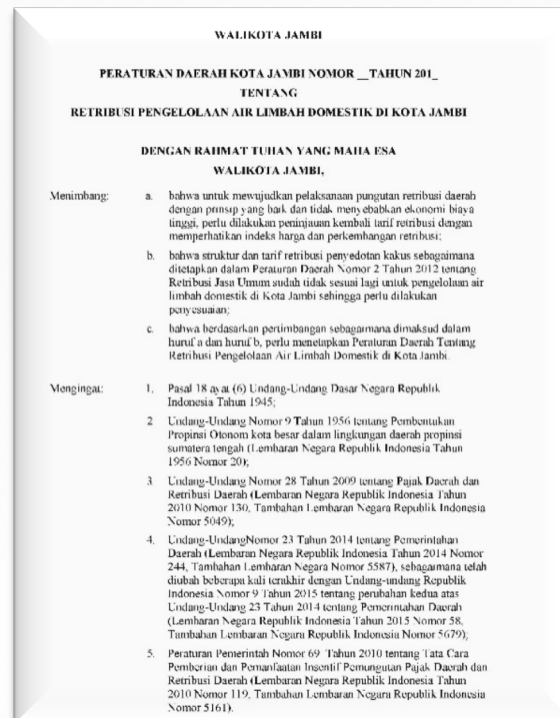 WALIKOTA JAMBI
PERATURAN DAERAH KOTA JAMBI NOMOR __TAHUN 201_
TENTANG
RETRIBUSI PENGELOLAAN AIR LIMBAH DOMESTIK DI KOTA JAMBI
DENGAN RAHMAT TUHAN YANG MAHA ESA
WALIKOTA JAMBI,
Menimbang: a. bahwa untuk mewujudkan pelaksanaan pungutan retribusi daerah
dengan prinsip yang baik dan tidak menyebabkan ekonomi biaya
tinggi, perlu dilakukan peninjauan kembali tarif retribusi dengan
memperhatikan indeks harga dan perkembangan retribusi;
b. bahwa struktur dan tarif retribusi penyedotan kakus sebagaimana
ditetapkan dalam Peraturan Daerah Nomor 2 Tahun 2012 tentang
Retribusi Jasa Umum sudah tidak sesuai lagi untuk pengelolaan air
limbah domestik di Kota Jambi sehingga perlu dilakukan
penyesuaian;
c. bahwa berdasarkan pertimbangan sebagaimana dimaksud dalam
huruf a dan huruf b, perlu menetapkan Peraturan Daerah Tentang
Retribusi Pengelolaan Air Limbah Domestik di Kota Jambi.
Mengingat: 1. Pasal 18 ayat (6) Undang-Undang Dasar Negara Republik
Indonesia Tahun 1945;
2 Undang-Undang Nomor 9 Tahun 1956 tentang Pembentukan
Propinsi Otonom kota besar dalam lingkungan daerah propinsi
sumatera tengah (Lembaran Negara Republik Indonesia Tahun
1956 Nomor 20);
3 Undang-Undang Nomor 28 Tahun 2009 tentang Pajak Daerah dan
Retribusi Daerah (Lembaran Negara Republik Indonesia Tahun
2010 Nomor 130, Tambahan Lembaran Negara Republik Indonesia
Nomor 5049);
4. Undang-UndangNomor 23 Tahun 2014 tentang Pemerintahan
Daerah (Lembaran Negara Republik Indonesia Tahun 2014 Nomor
244, Tambahan Lembaran Negara Nomor 5587), sebagaimana telah
diubah beberapa kali terakhir dengan Undang-undang Republik
Indonesia Nomor 9 Tahun 2015 tentang perubahan kedua atas
Undang-Undang 23 Tahun 2014 tentang Pemerintahan Daerah
(Lembaran Negara Republik Indonesia Tahun 2015 Nomor 58,
Tambahan Lembaran Negara Republik Indonesia Nomor 5679);
5. Peraturan Pemerintah Nomor 69 Tahun 2010 tentang Tata Cara
Pemberian dan Pemanfaatan Insentif Pemungutan Pajak Daerah dan
Retribusi Daerah (Lembaran Negara Republik Indonesia Tahun
2010 Nomor 119, Tambahan Lembaran Negara Republik Indonesia
Nomor 5161).